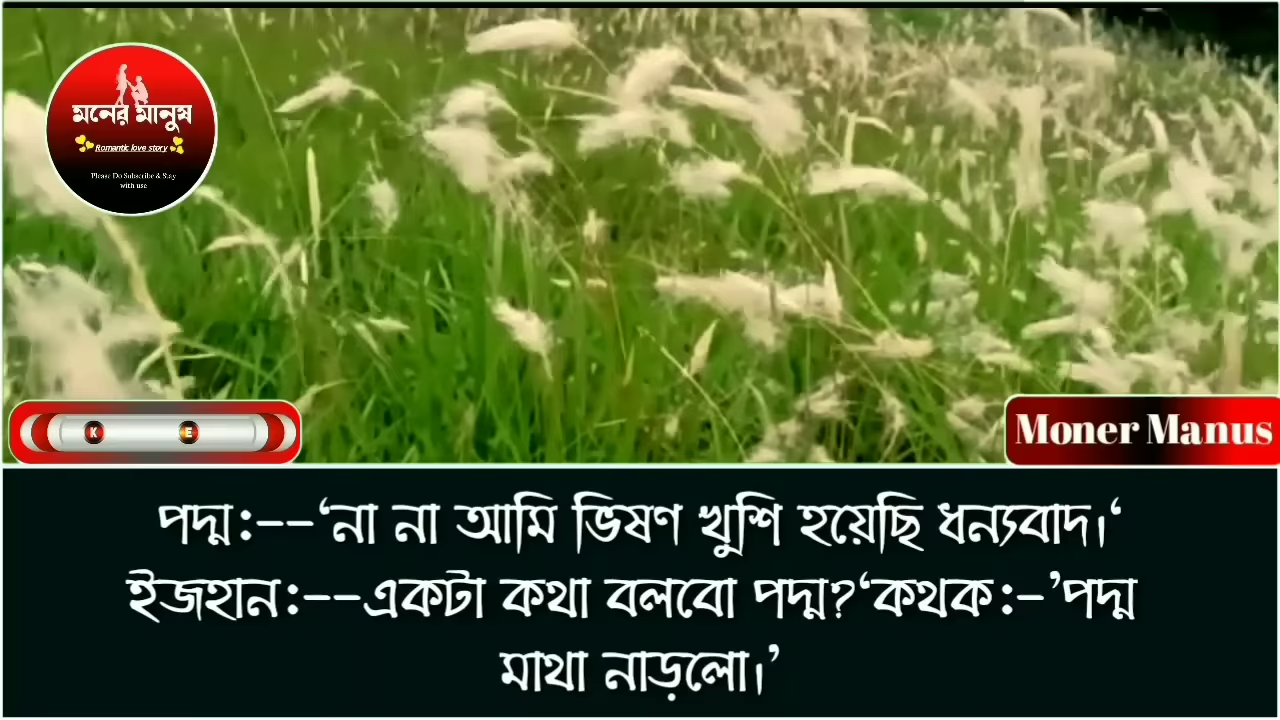 মনের মানুষ
Romantic love story
Please Do Subscribe & Stay
with use
K E
Moner Manus
পদ্ম:--‘না না আমি ভিষণ খুশি হয়েছি ধন্যবাদ।‘
ইজহান:--একটা কথা বলবো পদ্ম?‘কথক:-’পদ্ম
মাথা নাড়লো।’